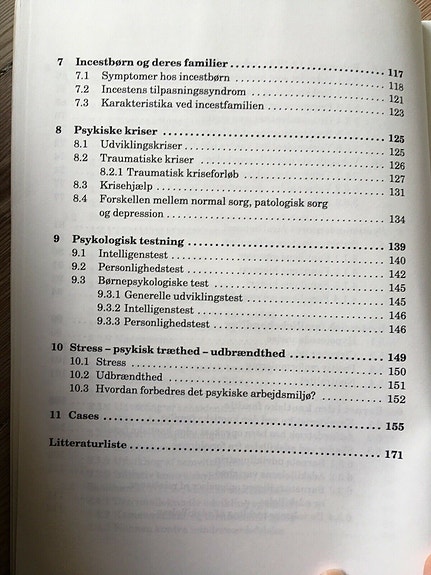 7 Incestbørn og deres familier 117
7.1 Symptomer hos incestbørn 118
7.2 Incestens tilpasningssyndrom 121
7.3 Karakteristika ved incestfamilien 123
8 Psykiske kriser 125
8.1 Udviklingskriser 125
8.2 Traumatiske kriser 126
8.2.1 Traumatisk kriseforløb 127
8.3 Krisehjælp 131
8.4 Forskellen mellem normal sorg, patologisk sorg
og depression 134
9 Psykologisk testning 139
9.1 Intelligenstest 140
9.2 Personlighedstest 142
9.3 Børnepsykologiske test 145
9.3.1 Generelle udviklingstest 145
9.3.2 Intelligenstest 146
9.3.3 Personlighedstest 146
10 Stress – psykisk træthed – udbrændthed 149
10.1 Stress 150
10.2 Udbrændthed 151
10.3 Hvordan forbedres det psykiske arbejdsmiljø? 152
11 Cases 155
Litteraturliste 171